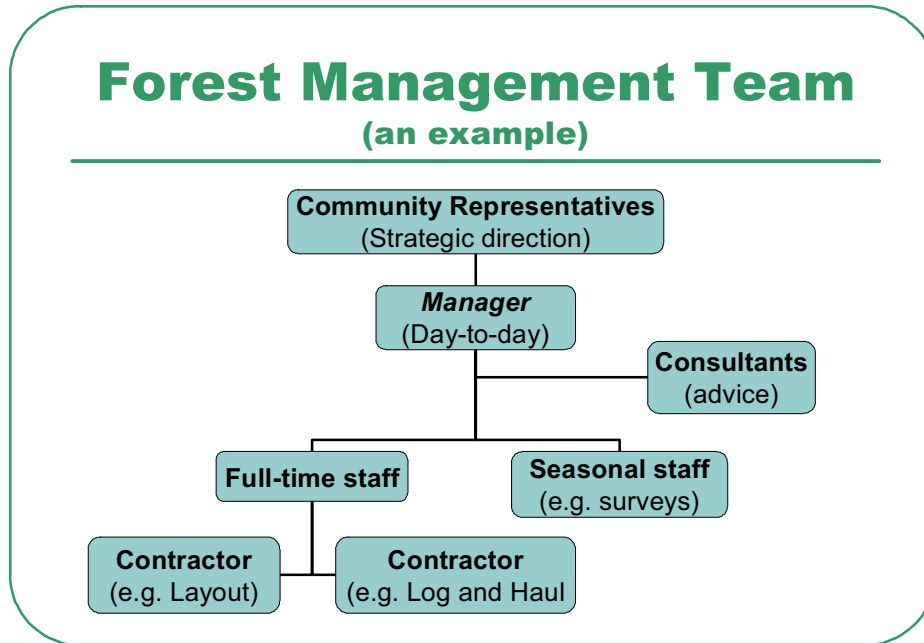 Forest Management Team
(an example)
Community Representatives
(Strategic direction)
Manager
(Day-to-day)
Consultants
(advice)
Full-time staff
Seasonal staff
(e.g. surveys)
Contractor
(e.g. Layout)
Contractor
(e.g. Log and Haul